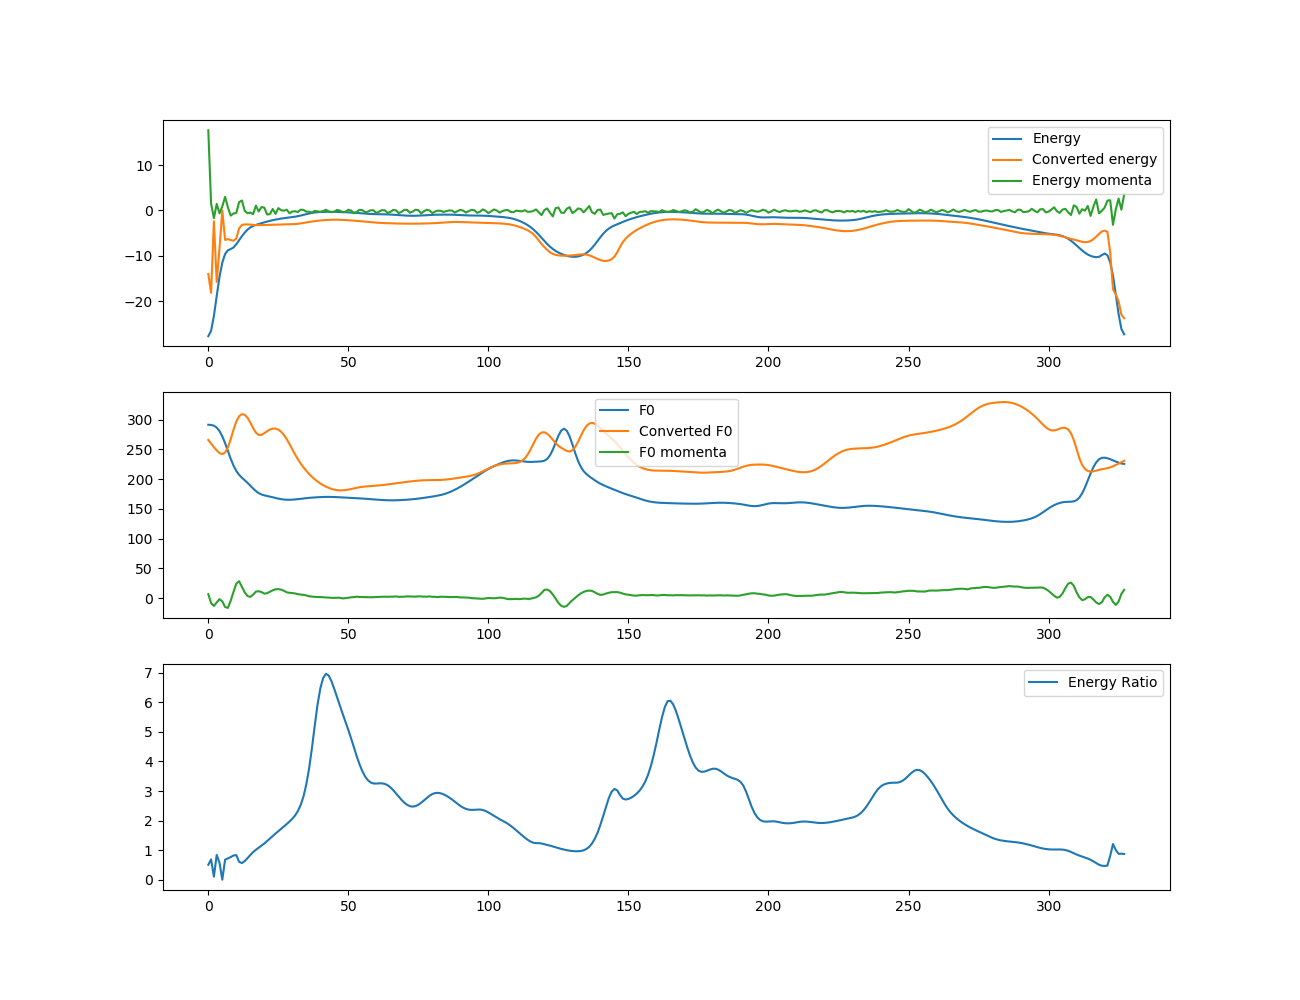 10
0
−10
−20
Energy
Converted energy
Energy momenta
0 50 100 150 200 250 300
300
250
200
150
100
50
0
F0
Converted F0
F0 momenta
0 50 100 150 200 250 300
7
6
5
4
3
2
1
0
Energy Ratio
0 50 100 150 200 250 300